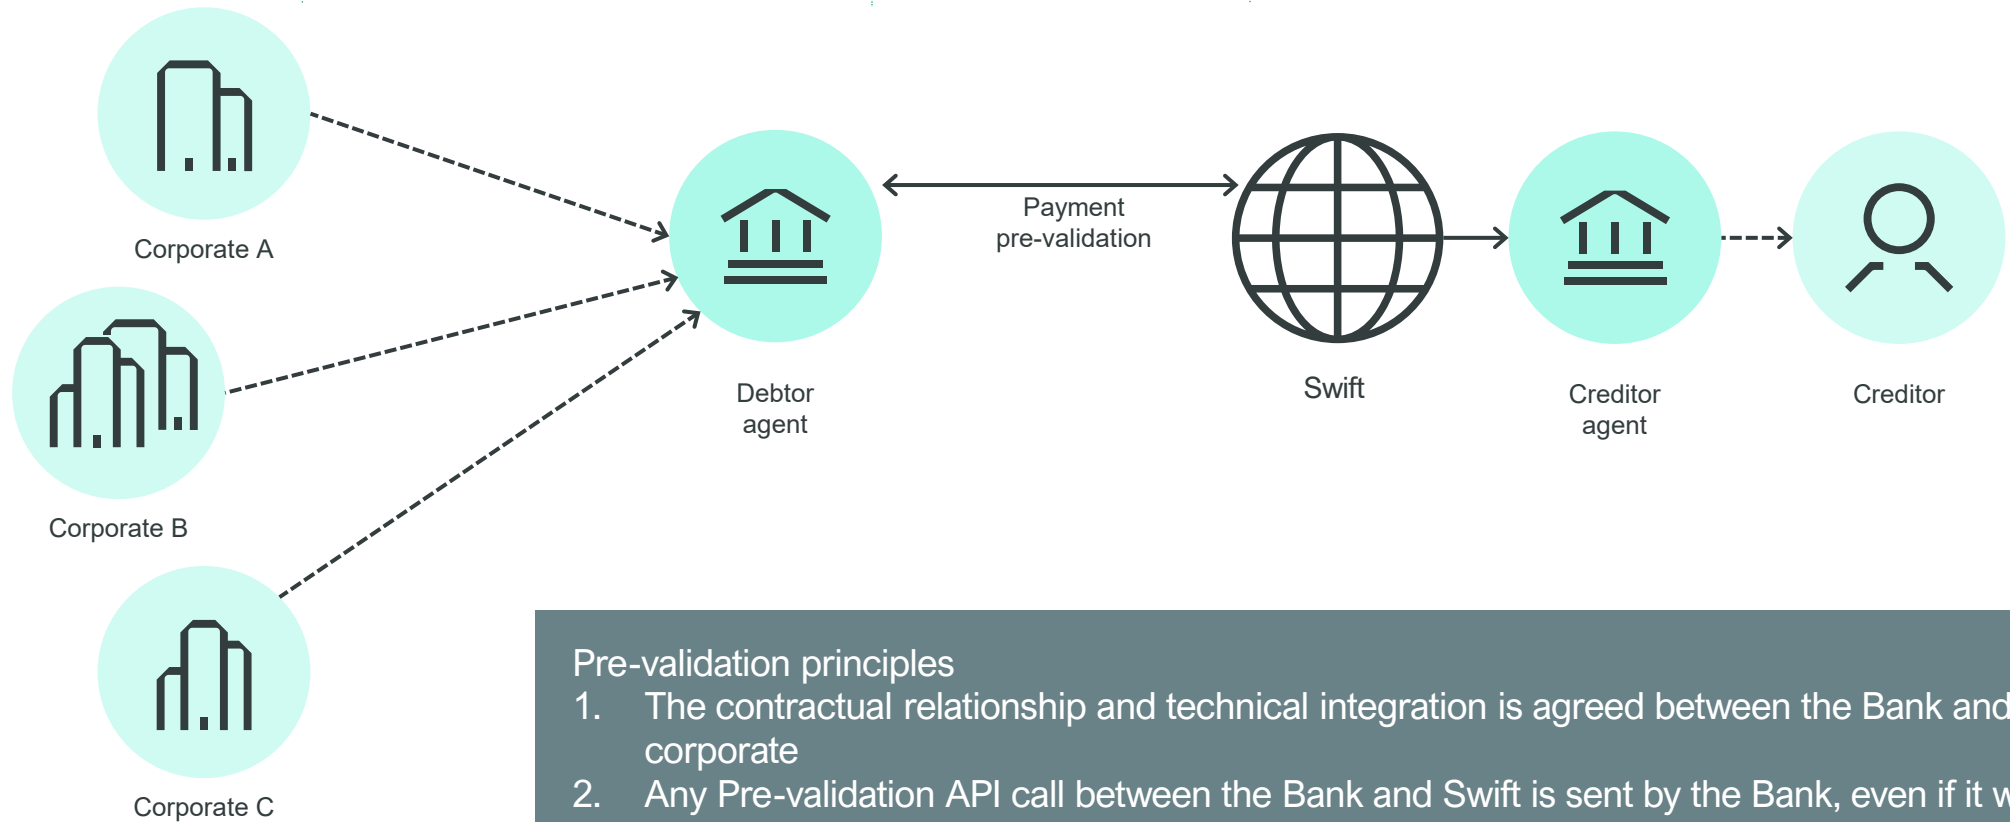 Corporate A
Payment
pre-validation
Debtor
agent
Swift
Creditor
agent
Creditor
Corporate B
Corporate C
Pre-validation principles
1. The contractual relationship and technical integration is agreed between the Bank and
corporate
2. Any Pre-validation API call between the Bank and Swift is sent by the Bank, even if it